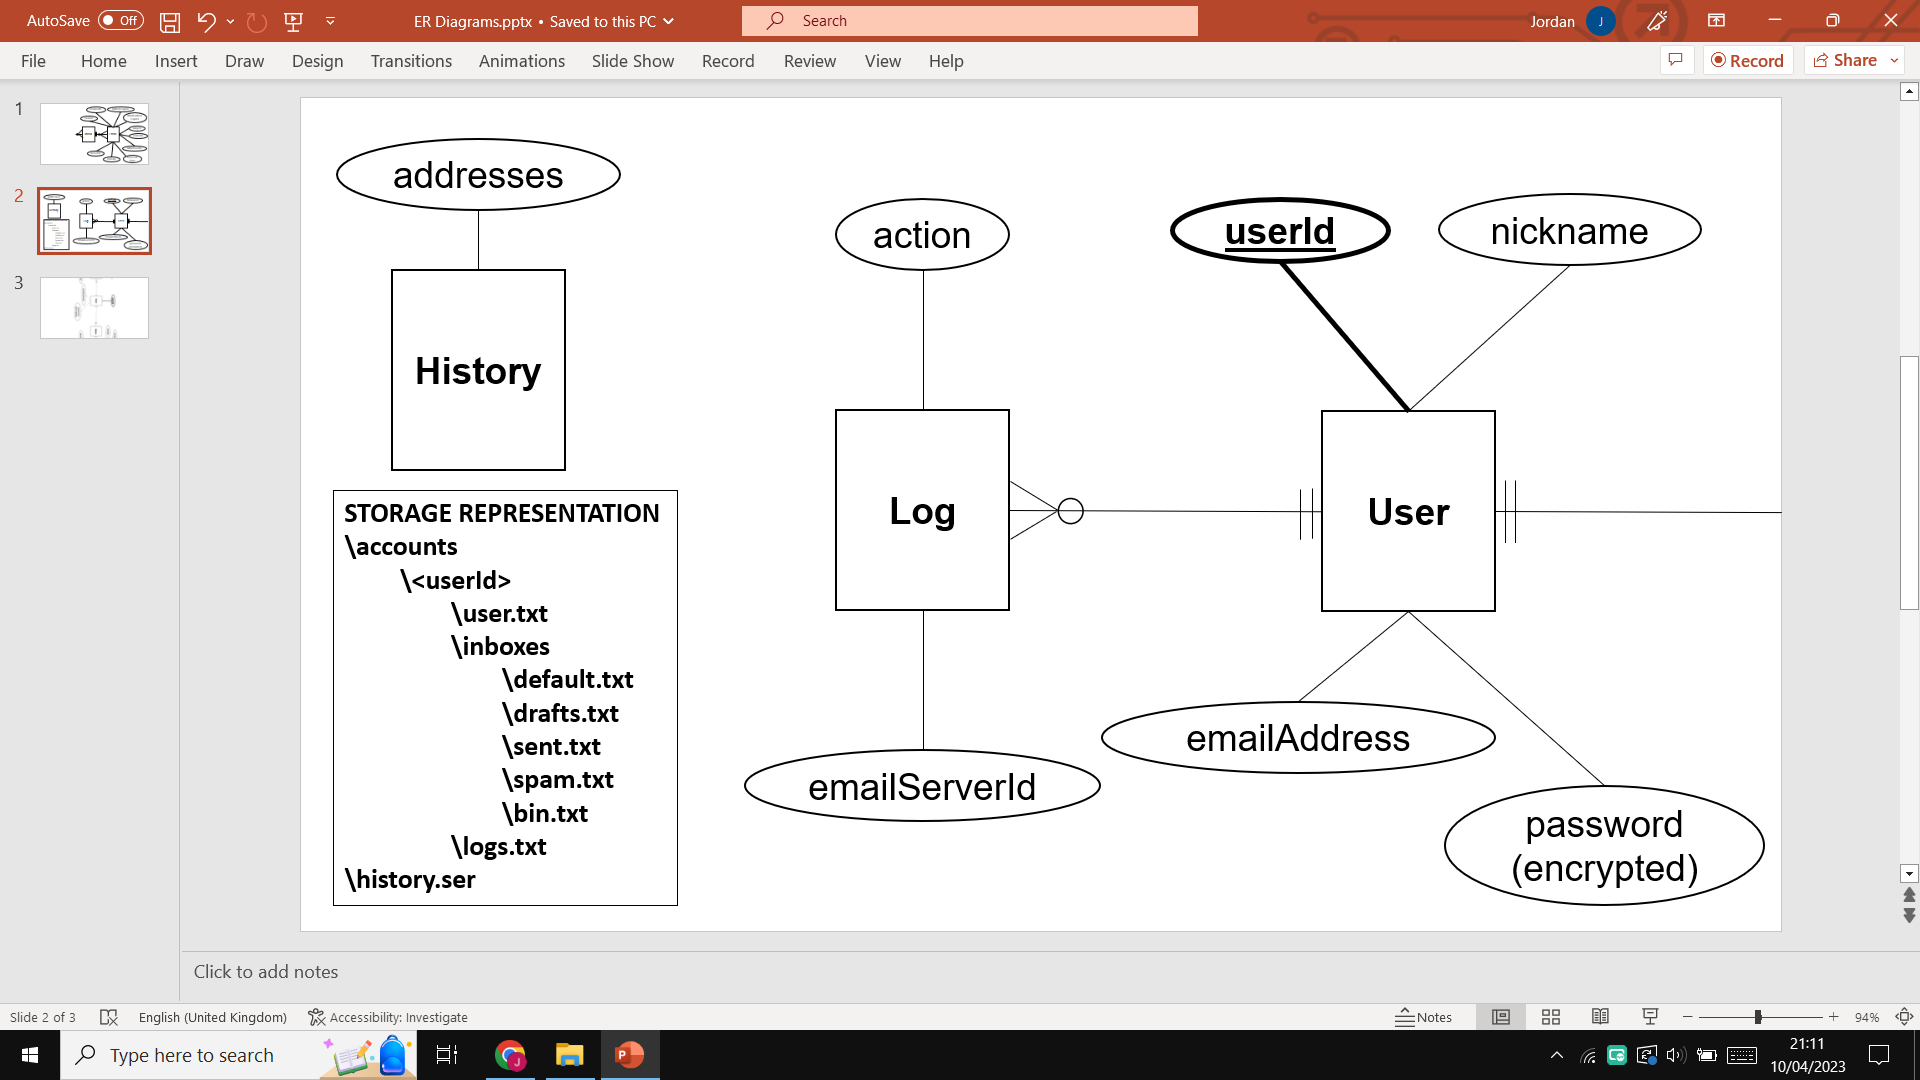 AutoSave Off
ER Diagrams.pptx • Saved to this PC
Search
Jordan J
File Home Insert Draw Design Transitions Animations Slide Show Record Review View Help
Record Share
1
2
3
addresses
History
action
Log
emailServerId
userId
nickname
User
emailAddress
password
(encrypted)
STORAGE REPRESENTATION
\accounts
\<userId>
\user.txt
\inboxes
\default.txt
\drafts.txt
\sent.txt
\spam.txt
\bin.txt
\logs.txt
\history.ser
Click to add notes
Slide 2 of 3 English (United Kingdom) Accessibility: Investigate Notes 94%
Type here to search
21:11
10/04/2023